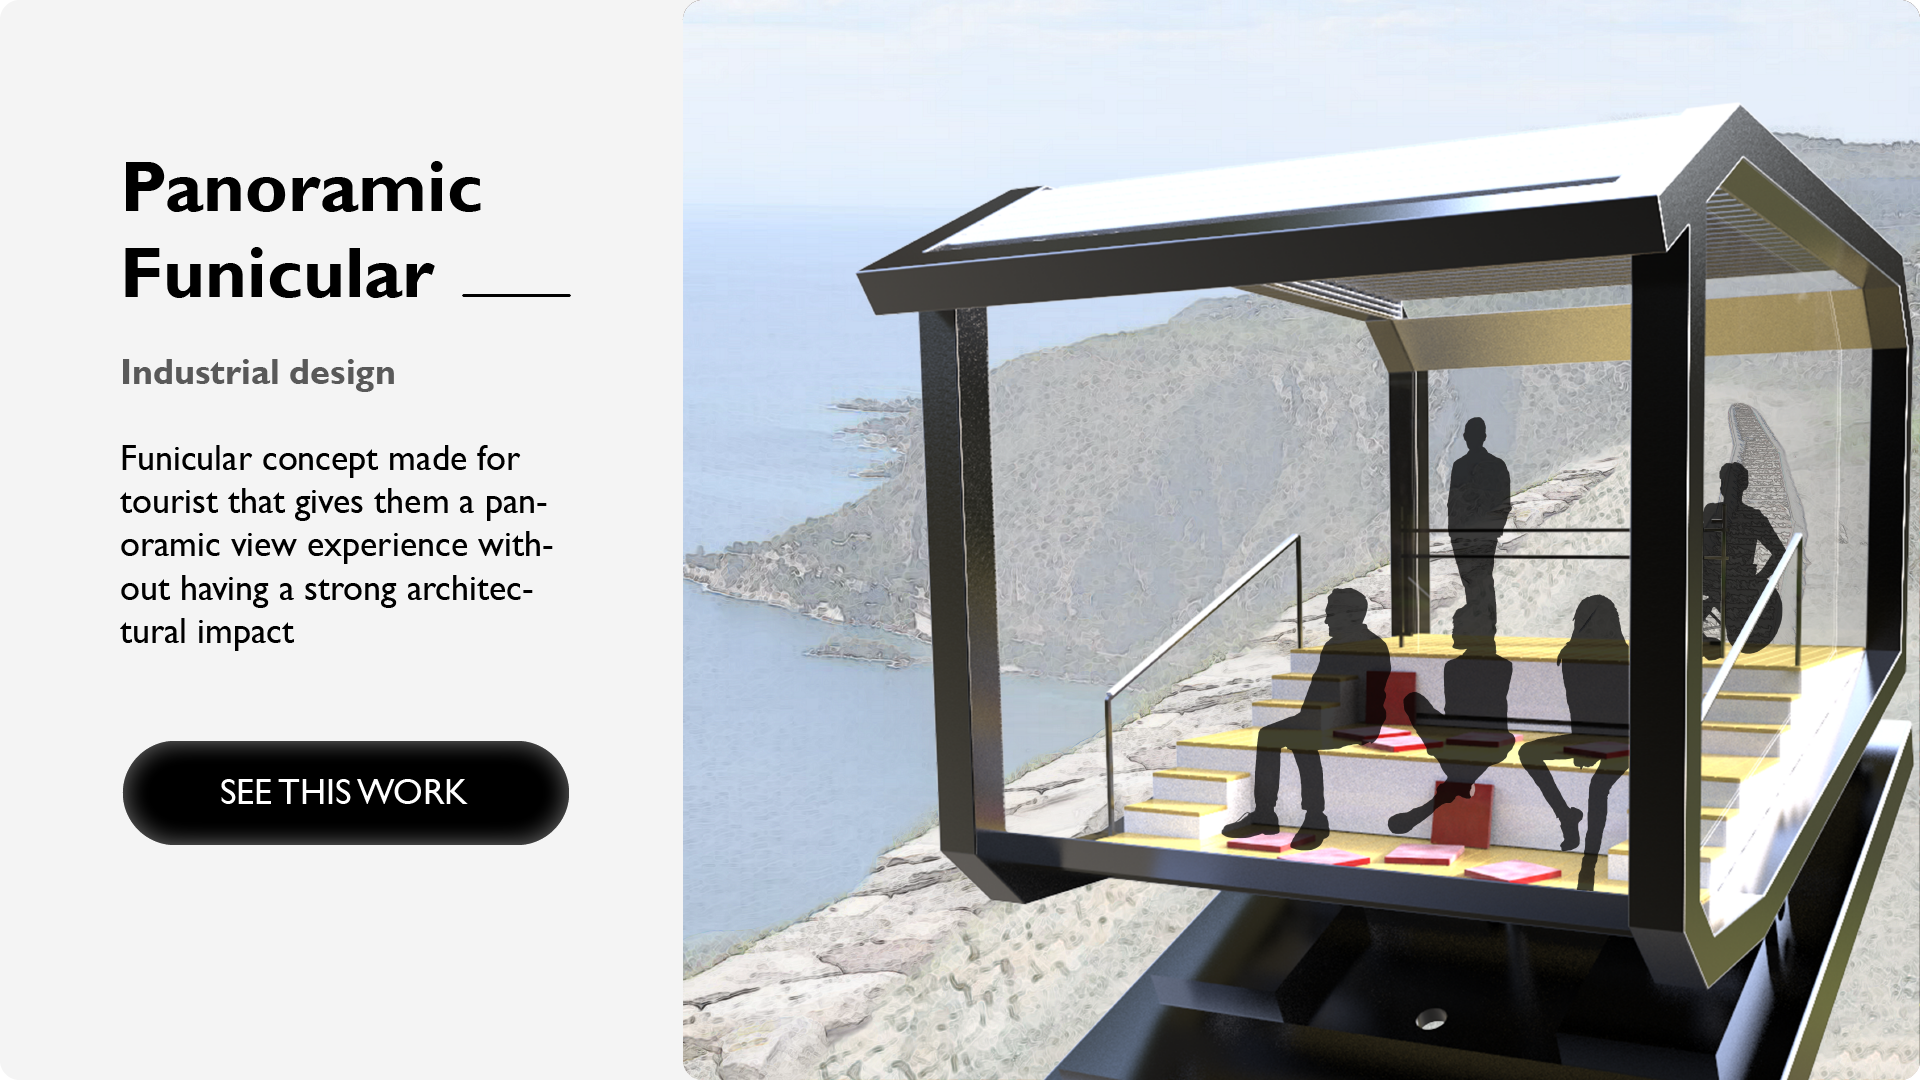 Panoramic
Funicular
Industrial design
Funicular concept made for
tourist that gives them a pan-
oramic view experience with-
out having a strong architec-
tural impact
SEE THIS WORK